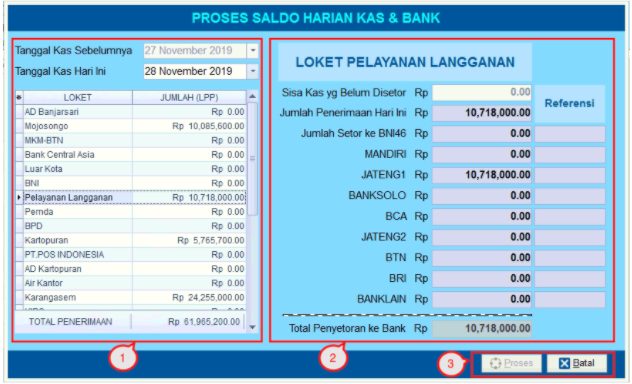 PROSES SALDO HARIAN KAS & BANK
Tanggal Kas Sebelumnya 27 November 2019
Tanggal Kas Hari Ini 28 November 2019
LOKET JUMLAH (LPP)
AD Banjarsari Rp 0.00
Mojosongo Rp 10,085,600.00
MKM-BTN Rp 0.00
Bank Central Asia Rp 0.00
Luar Kota Rp 0.00
BNI Rp 0.00
Pelayanan Langganan Rp 10,718,000.00
Pemda Rp 0.00
BPD Rp 0.00
Kartopuran Rp 5,765,700.00
PT.POS INDONESIA Rp 0.00
AD Kartopuran Rp 0.00
Air Kantor Rp 0.00
Karangasem Rp 24,255,000.00
TOTAL PENERIMAAN Rp 61,965,200.00
1
LOKET PELAYANAN LANGGANAN
Sisa Kas yg Belum Disetor Rp 0.00
Referensi
Jumlah Penerimaan Hari Ini Rp 10,718,000.00
Jumlah Setor ke BNI46 Rp 0.00
MANDIRI Rp 0.00
JATENG1 Rp 10,718,000.00
BANKSOLO Rp 0.00
BCA Rp 0.00
JATENG2 Rp 0.00
BTN Rp 0.00
BRI Rp 0.00
BANKLAIN Rp 0.00
Total Penyetoran ke Bank Rp 10,718,000.00
2
3
Proses Batal